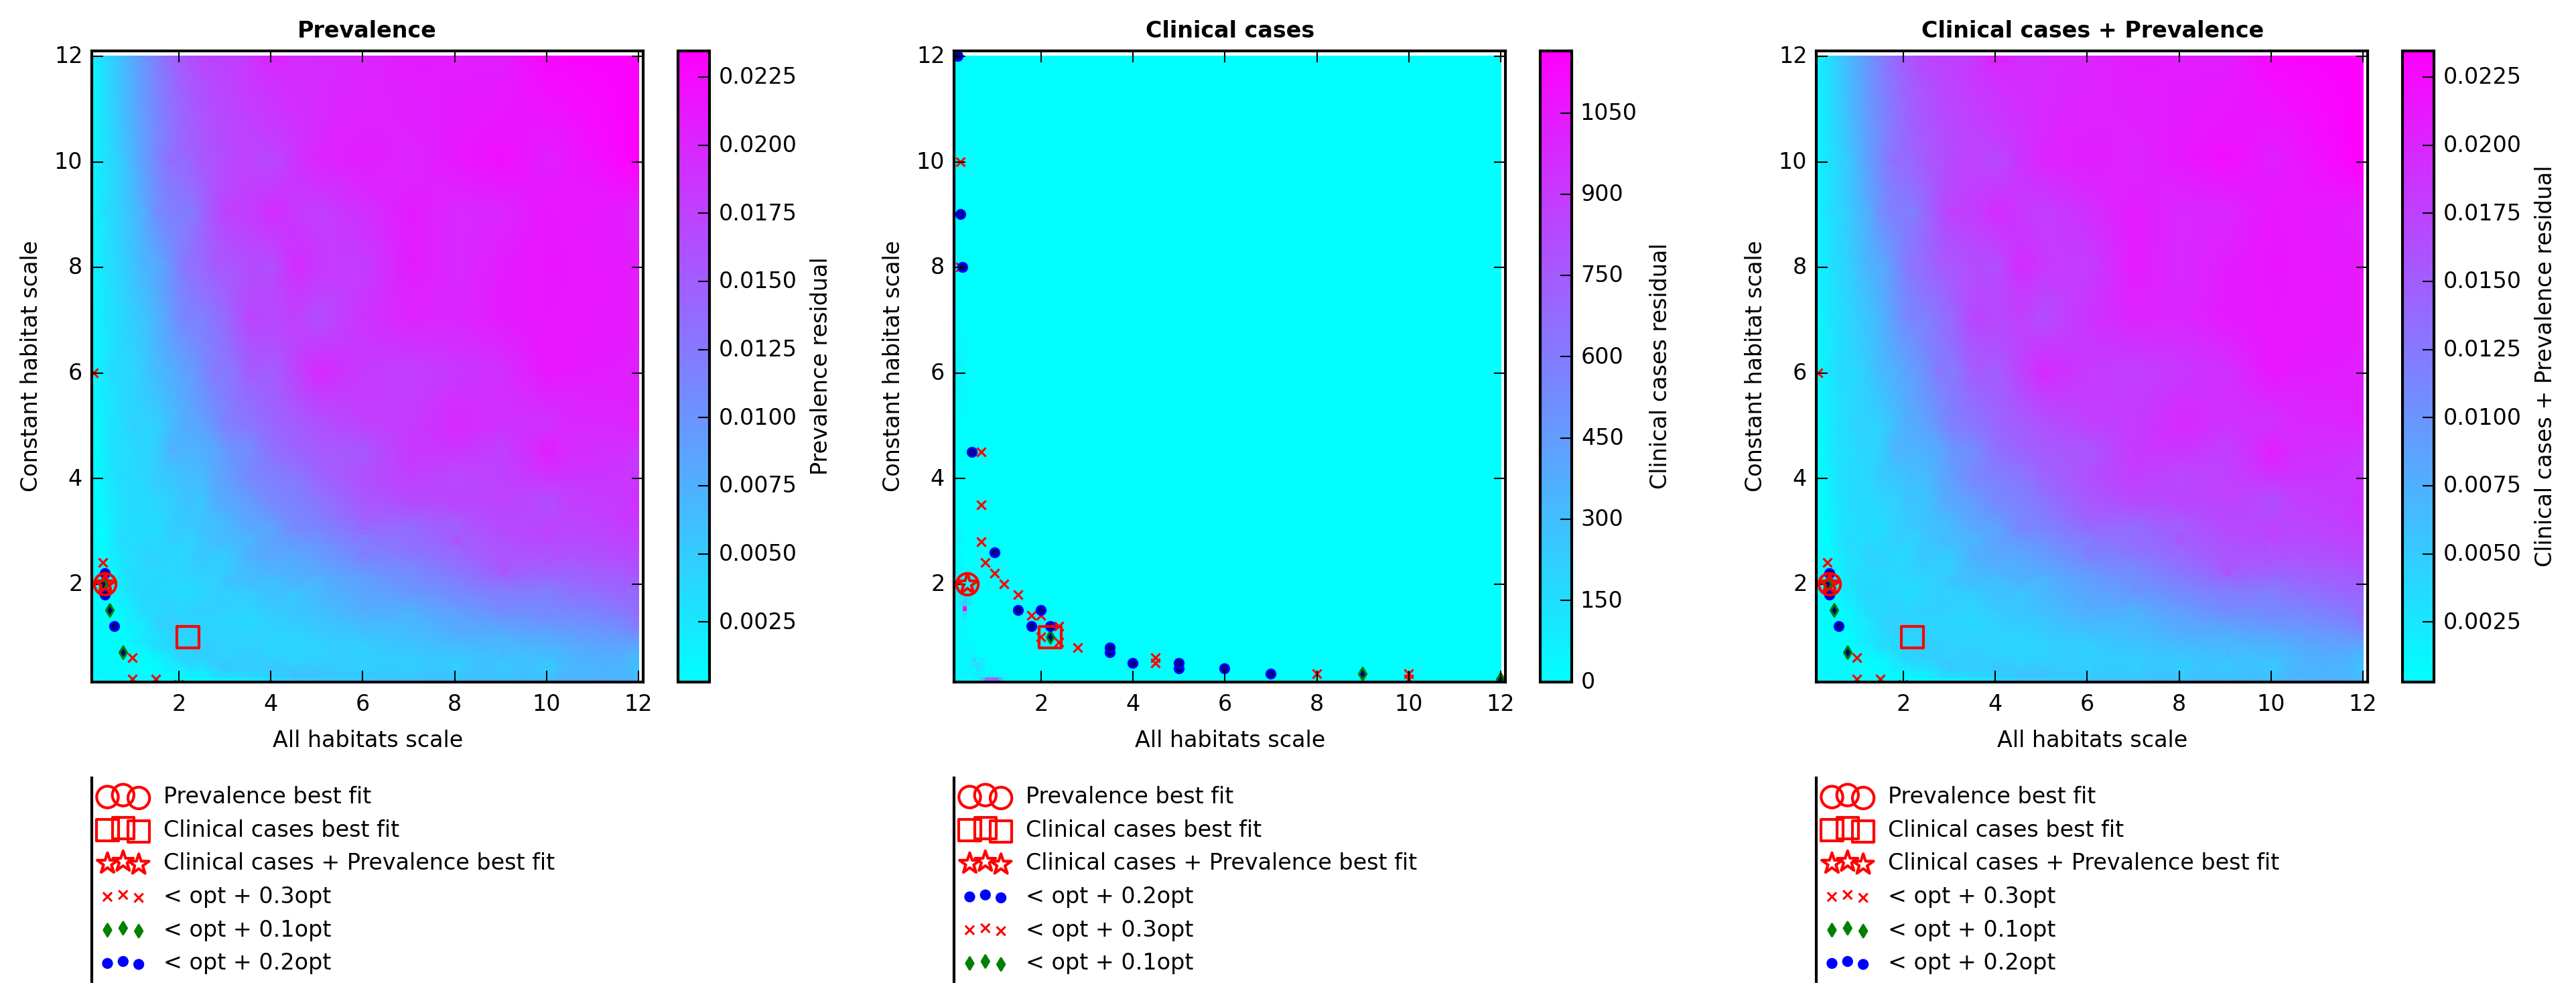 Prevalence
12
10
8
6
4
2
2
4
6
8
10
12
Constant habitat scale
All habitats scale
0.0225
0.0200
0.0175
0.0150
0.0125
0.0100
0.0075
0.0050
0.0025
Prevalence residual
Prevalence best fit
Clinical cases best fit
Clinical cases + Prevalence best fit
< opt + 0.3opt
< opt + 0.1opt
< opt + 0.2opt
Clinical cases
12
10
8
6
4
2
2
4
6
8
10
12
Constant habitat scale
All habitats scale
1050
900
750
600
450
300
150
0
Clinical cases residual
Prevalence best fit
Clinical cases best fit
Clinical cases + Prevalence best fit
< opt + 0.2opt
< opt + 0.3opt
< opt + 0.1opt
Clinical cases + Prevalence
12
10
8
6
4
2
2
4
6
8
10
12
Constant habitat scale
All habitats scale
0.0225
0.0200
0.0175
0.0150
0.0125
0.0100
0.0075
0.0050
0.0025
Clinical cases + Prevalence residual
Prevalence best fit
Clinical cases best fit
Clinical cases + Prevalence best fit
< opt + 0.3opt
< opt + 0.1opt
< opt + 0.2opt